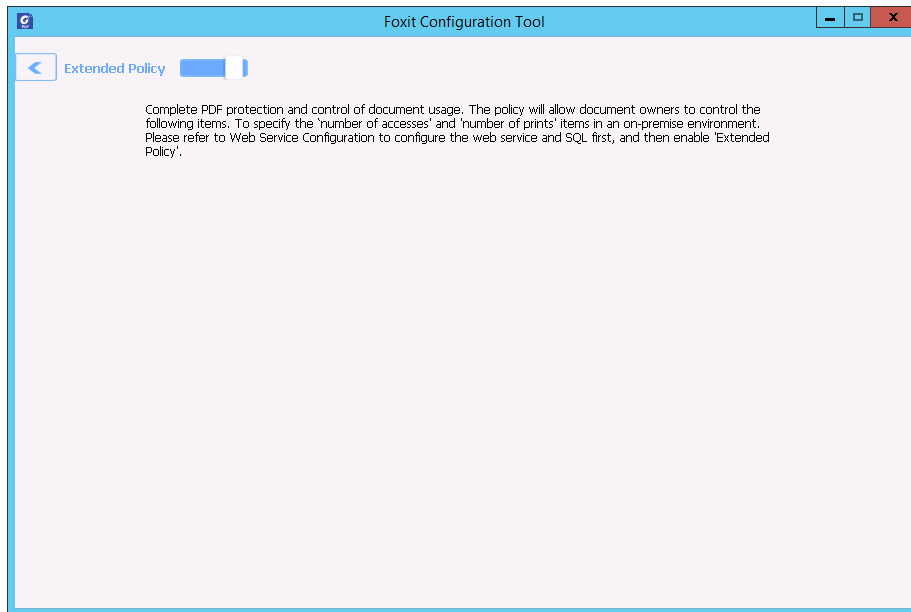 Foxit Configuration Tool
Extended Policy
Complete PDF protection and control of document usage. The policy will allow document owners to control the
following items. To specify the `number of accesses' and 'number of prints' items in an on-premise environment.
Please refer to Web Service Configuration to configure the web service and SQL first, and then enable 'Extended
Policy'.